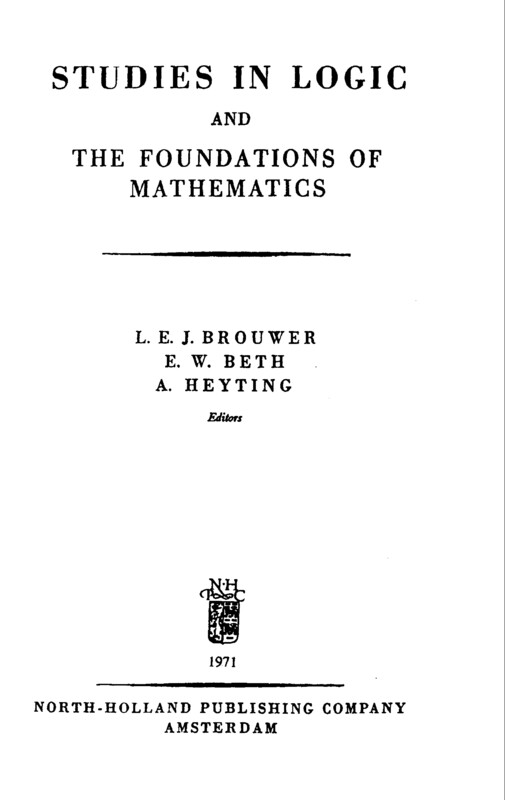 STUDIES IN LOGIC
AND
THE FOUNDATIONS OF
MATHEMATICS
L. E. J. BROUWER
E. W. BETH
A. HEYTING
Editors
N·H
P C
1971
NORTH-HOLLAND PUBLISHING COMPANY
AMSTERDAM